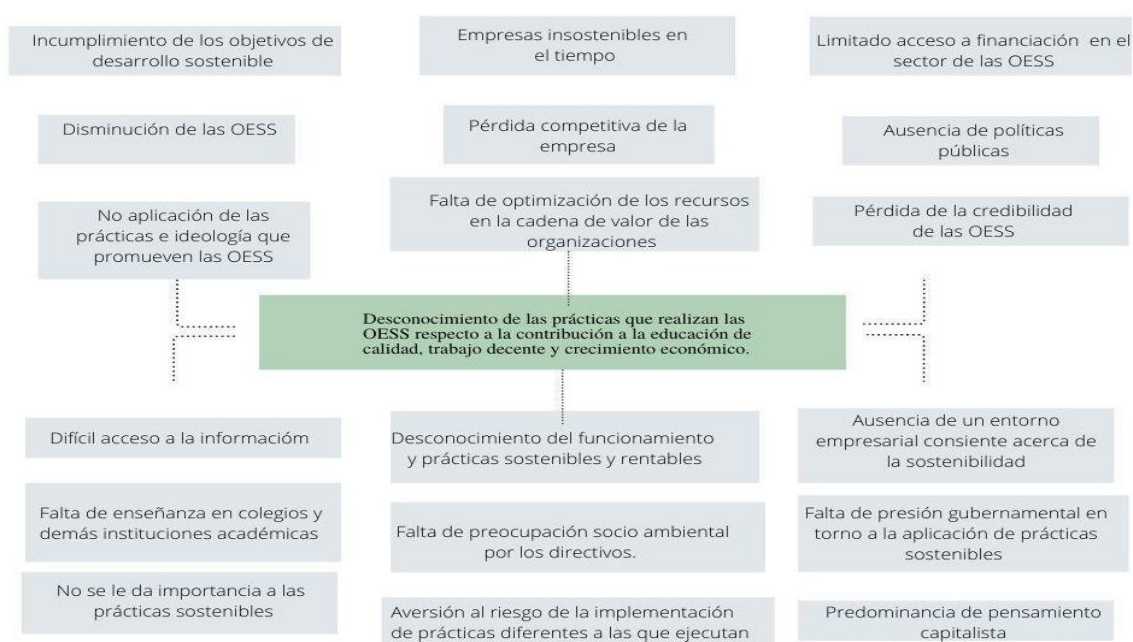 Incumplimiento de los objetivos de
desarrollo sostenible
Empresas insostenibles en
el tiempo
Limitado acceso a financiación en el
sector de las OESS
Disminución de las OESS
Pérdida competitiva de la
empresa
Ausencia de políticas
públicas
No aplicación de las
prácticas e ideología que
promueven las OESS
Falta de optimización de los recursos
en la cadena de valor de las
organizaciones
Pérdida de la credibilidad
de las OESS
Desconocimiento de las prácticas que realizan las
OESS respecto a la contribución a la educación de
calidad, trabajo decente y crecimiento económico.
Difícil acceso a la informacióm
Desconocimiento del funcionamiento
y prácticas sostenibles y rentables
Ausencia de un entorno
empresarial consiente acerca de
la sostenibilidad
Falta de enseñanza en colegios y
demás instituciones académicas
Falta de preocupación socio ambiental
por los directivos.
Falta de presión gubernamental en
torno a la aplicación de prácticas
sostenibles
No se le da importancia a las
prácticas sostenibles
Aversión al riesgo de la implementación
de prácticas diferentes a las que ejecutan
Predominancia de pensamiento
capitalista